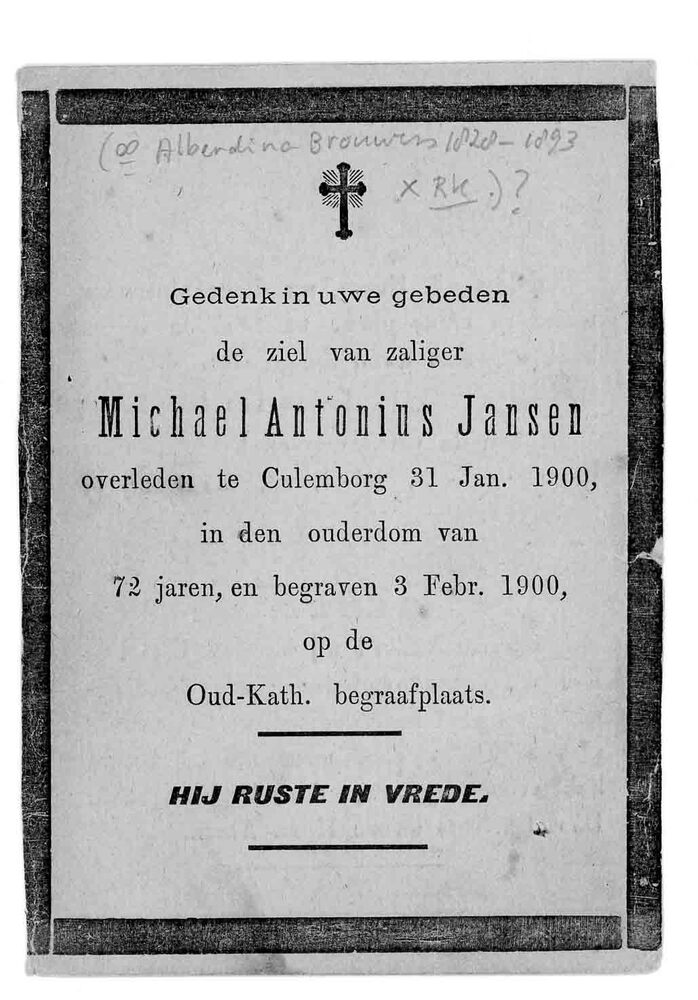 (∞ Alberdina Brouwers 1828-1893
× RK.)?
Gedenk in uwe gebeden
de ziel van zaliger
Michael Antonius Jansen
overleden te Culemborg 31 Jan. 1900,
in den ouderdom van
72 jaren, en begraven 3 Febr. 1900,
op de
Oud-Kath. begraafplaats.
HIJ RUSTE IN VREDE.